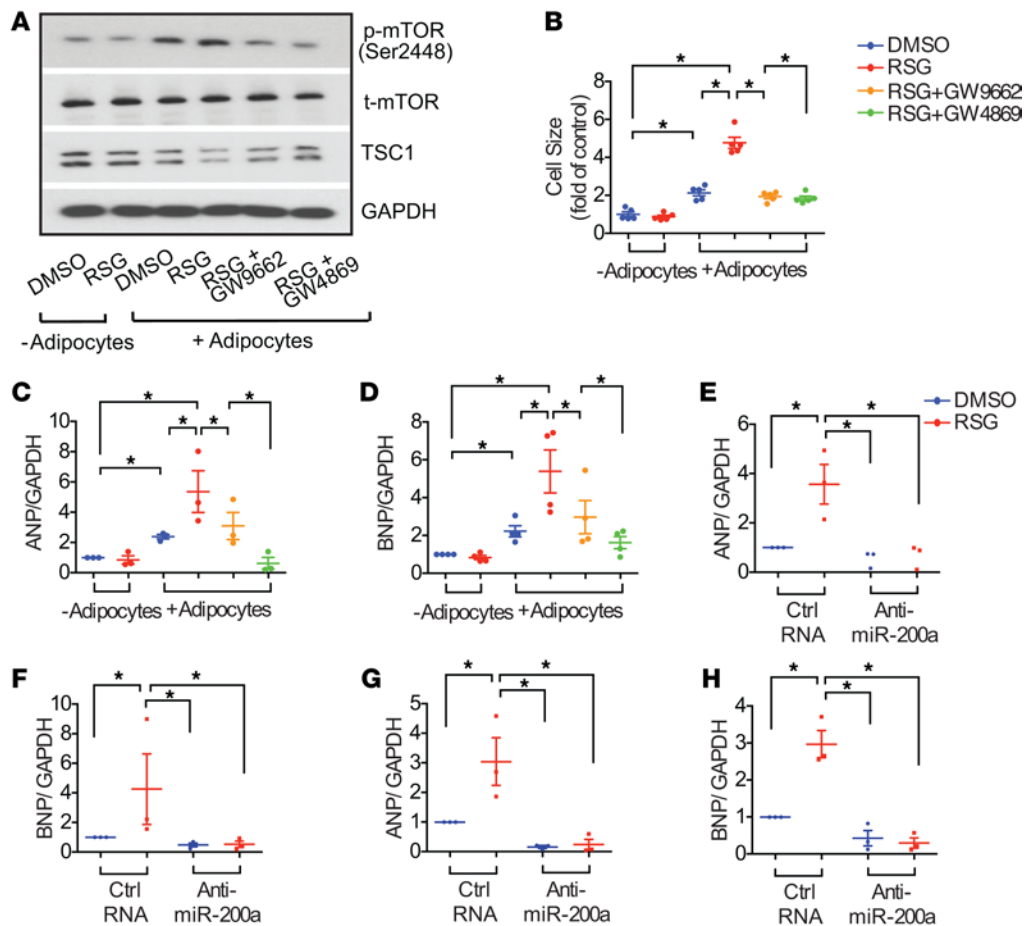 A
p-mTOR
(Ser2448)
t-mTOR
TSC1
GAPDH
DMSO
RSG
DMSO
RSG
RSG +
GW9662
RSG +
GW4869
-Adipocytes
+ Adipocytes
B
Cell Size
(fold of control)
8
6
4
2
0
* * * * *
-Adipocytes +Adipocytes
DMSO
RSG
RSG+GW9662
RSG+GW4869
C
ANP/GAPDH
10
8
6
4
2
0
* * * * *
-Adipocytes +Adipocytes
D
BNP/GAPDH
8
6
4
2
0
* * * * *
-Adipocytes +Adipocytes
E
ANP/ GAPDH
6
4
2
0
* * *
Ctrl
RNA
Anti-
miR-200a
DMSO
RSG
F
BNP/ GAPDH
10
8
6
4
2
0
* * *
Ctrl
RNA
Anti-
miR-200a
G
ANP/ GAPDH
5
4
3
2
1
0
* * *
Ctrl
RNA
Anti-
miR-200a
H
BNP/ GAPDH
4
3
2
1
0
* * *
Ctrl
RNA
Anti-
miR-200a